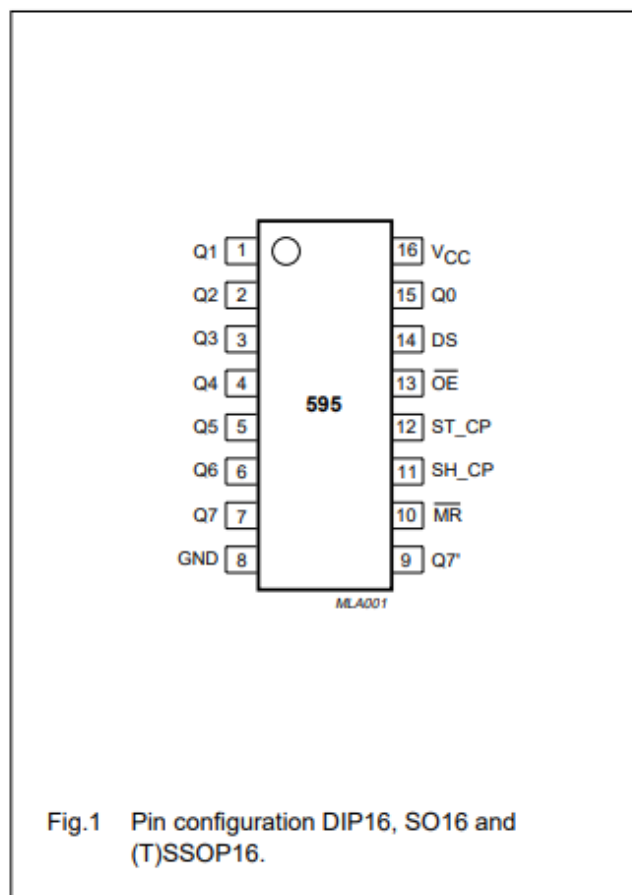 Q1 1 16 VCC
Q2 2 15 Q0
Q3 3 14 DS
Q4 4 13 O̅E̅
595
Q5 5 12 ST_CP
Q6 6 11 SH_CP
Q7 7 10 M̅R̅
GND 8 9 Q7'
MLA001
Fig.1 Pin configuration DIP16, SO16 and
(T)SSOP16.